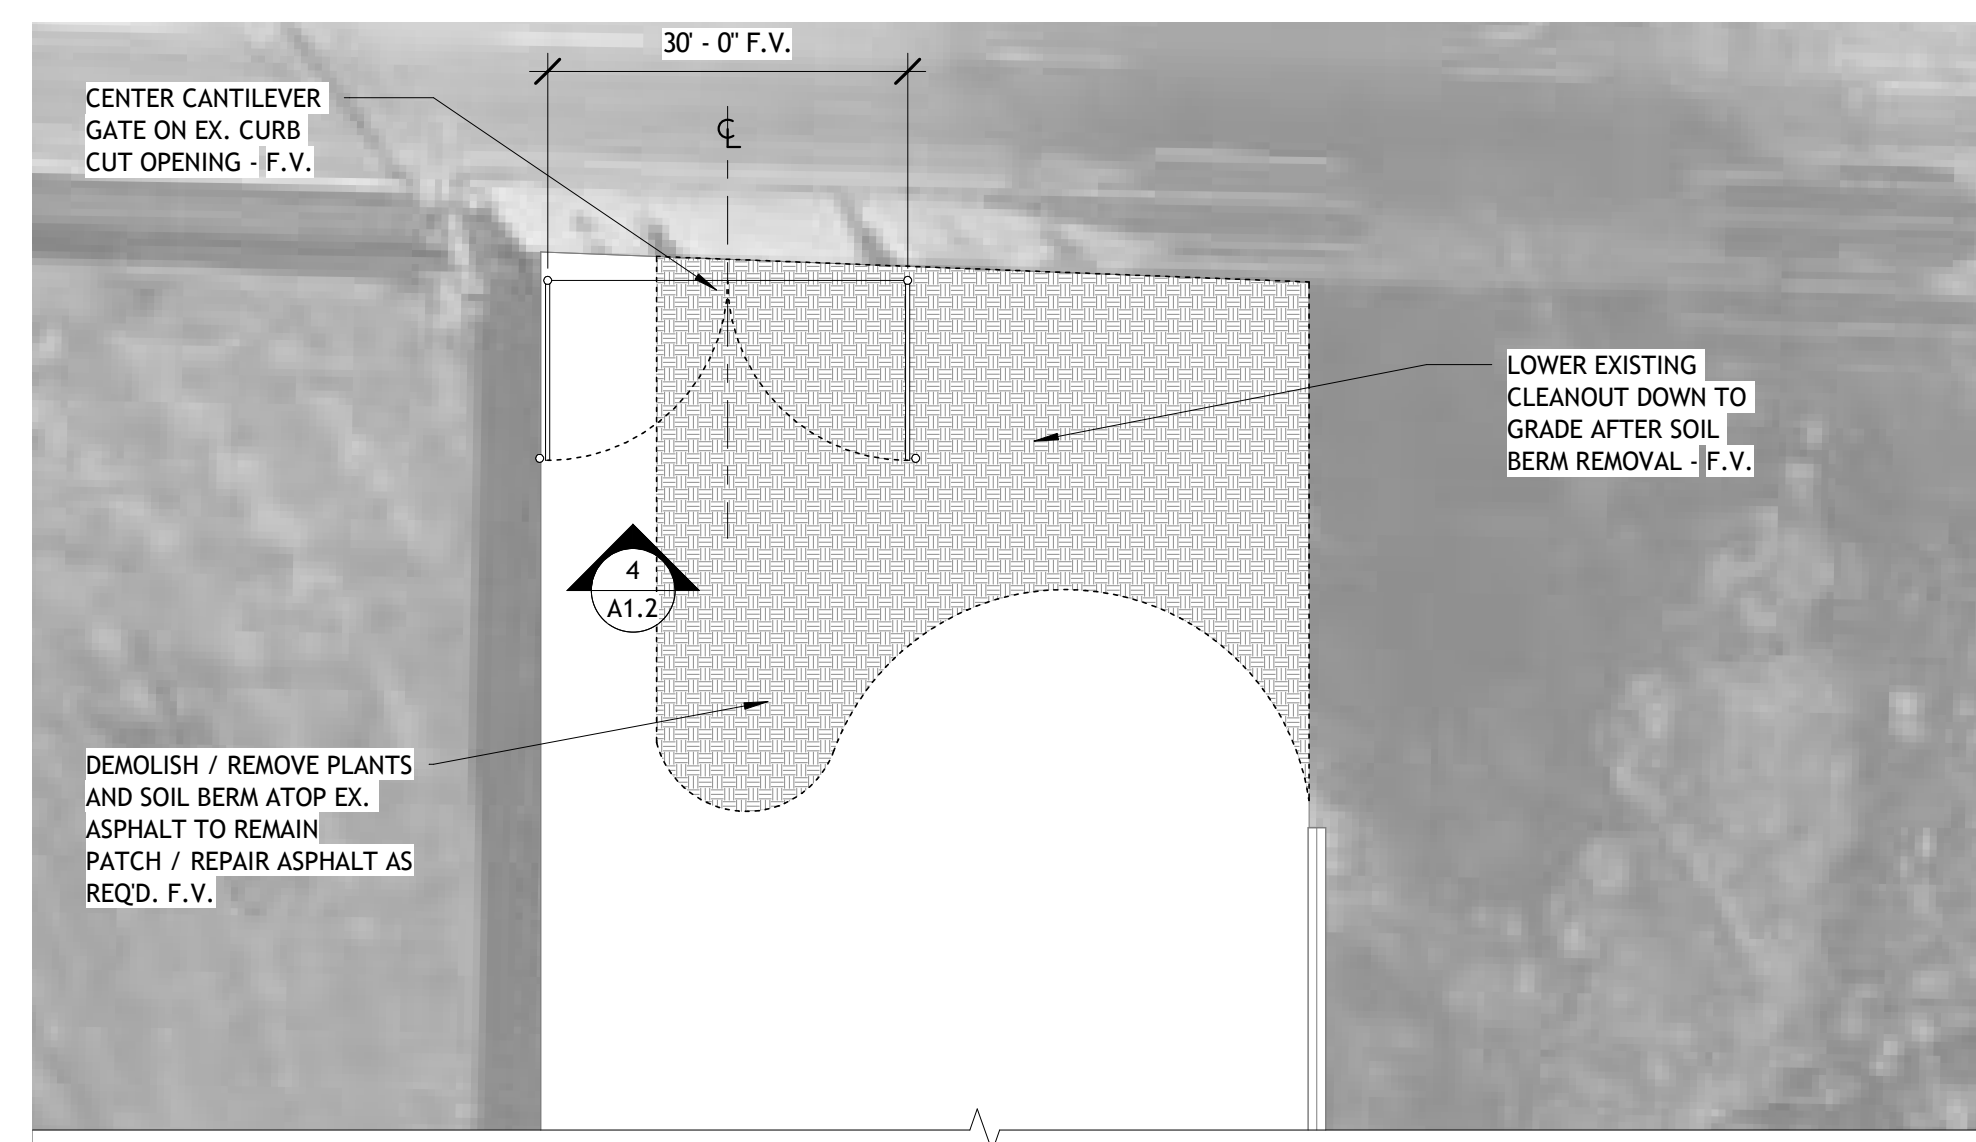 30' - 0" F.V.
CENTER CANTILEVER
GATE ON EX. CURB
CUT OPENING - F.V.
℄
LOWER EXISTING
CLEANOUT DOWN TO
GRADE AFTER SOIL
BERM REMOVAL - F.V.
4
A1.2
DEMOLISH / REMOVE PLANTS
AND SOIL BERM ATOP EX.
ASPHALT TO REMAIN
PATCH / REPAIR ASPHALT AS
REQ'D. F.V.